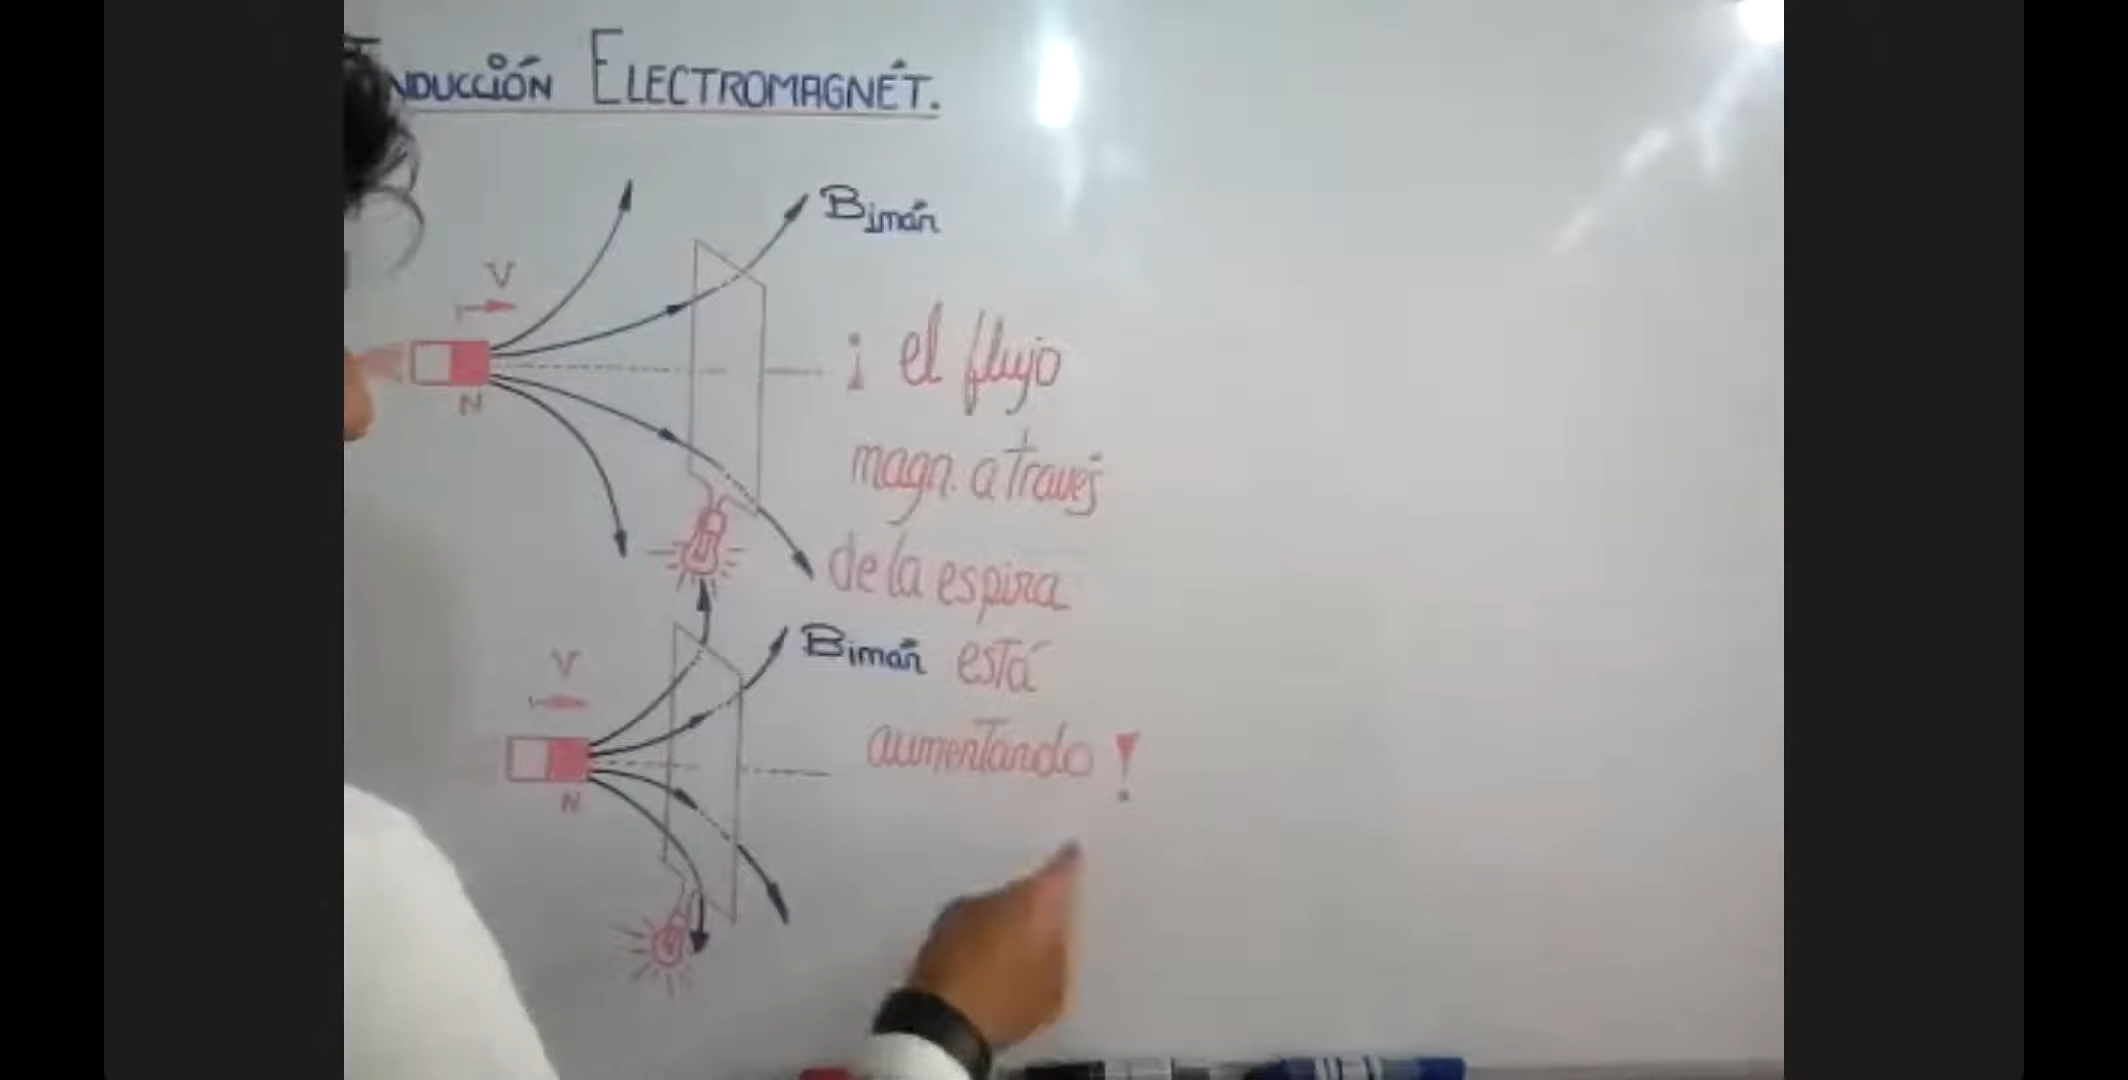 NDUCCIÓN ELECTROMAGNÉT.
Bimán
V
¡ el flujo
N
magn. a través
de la espira
Bimán está
V
aumentando !
N